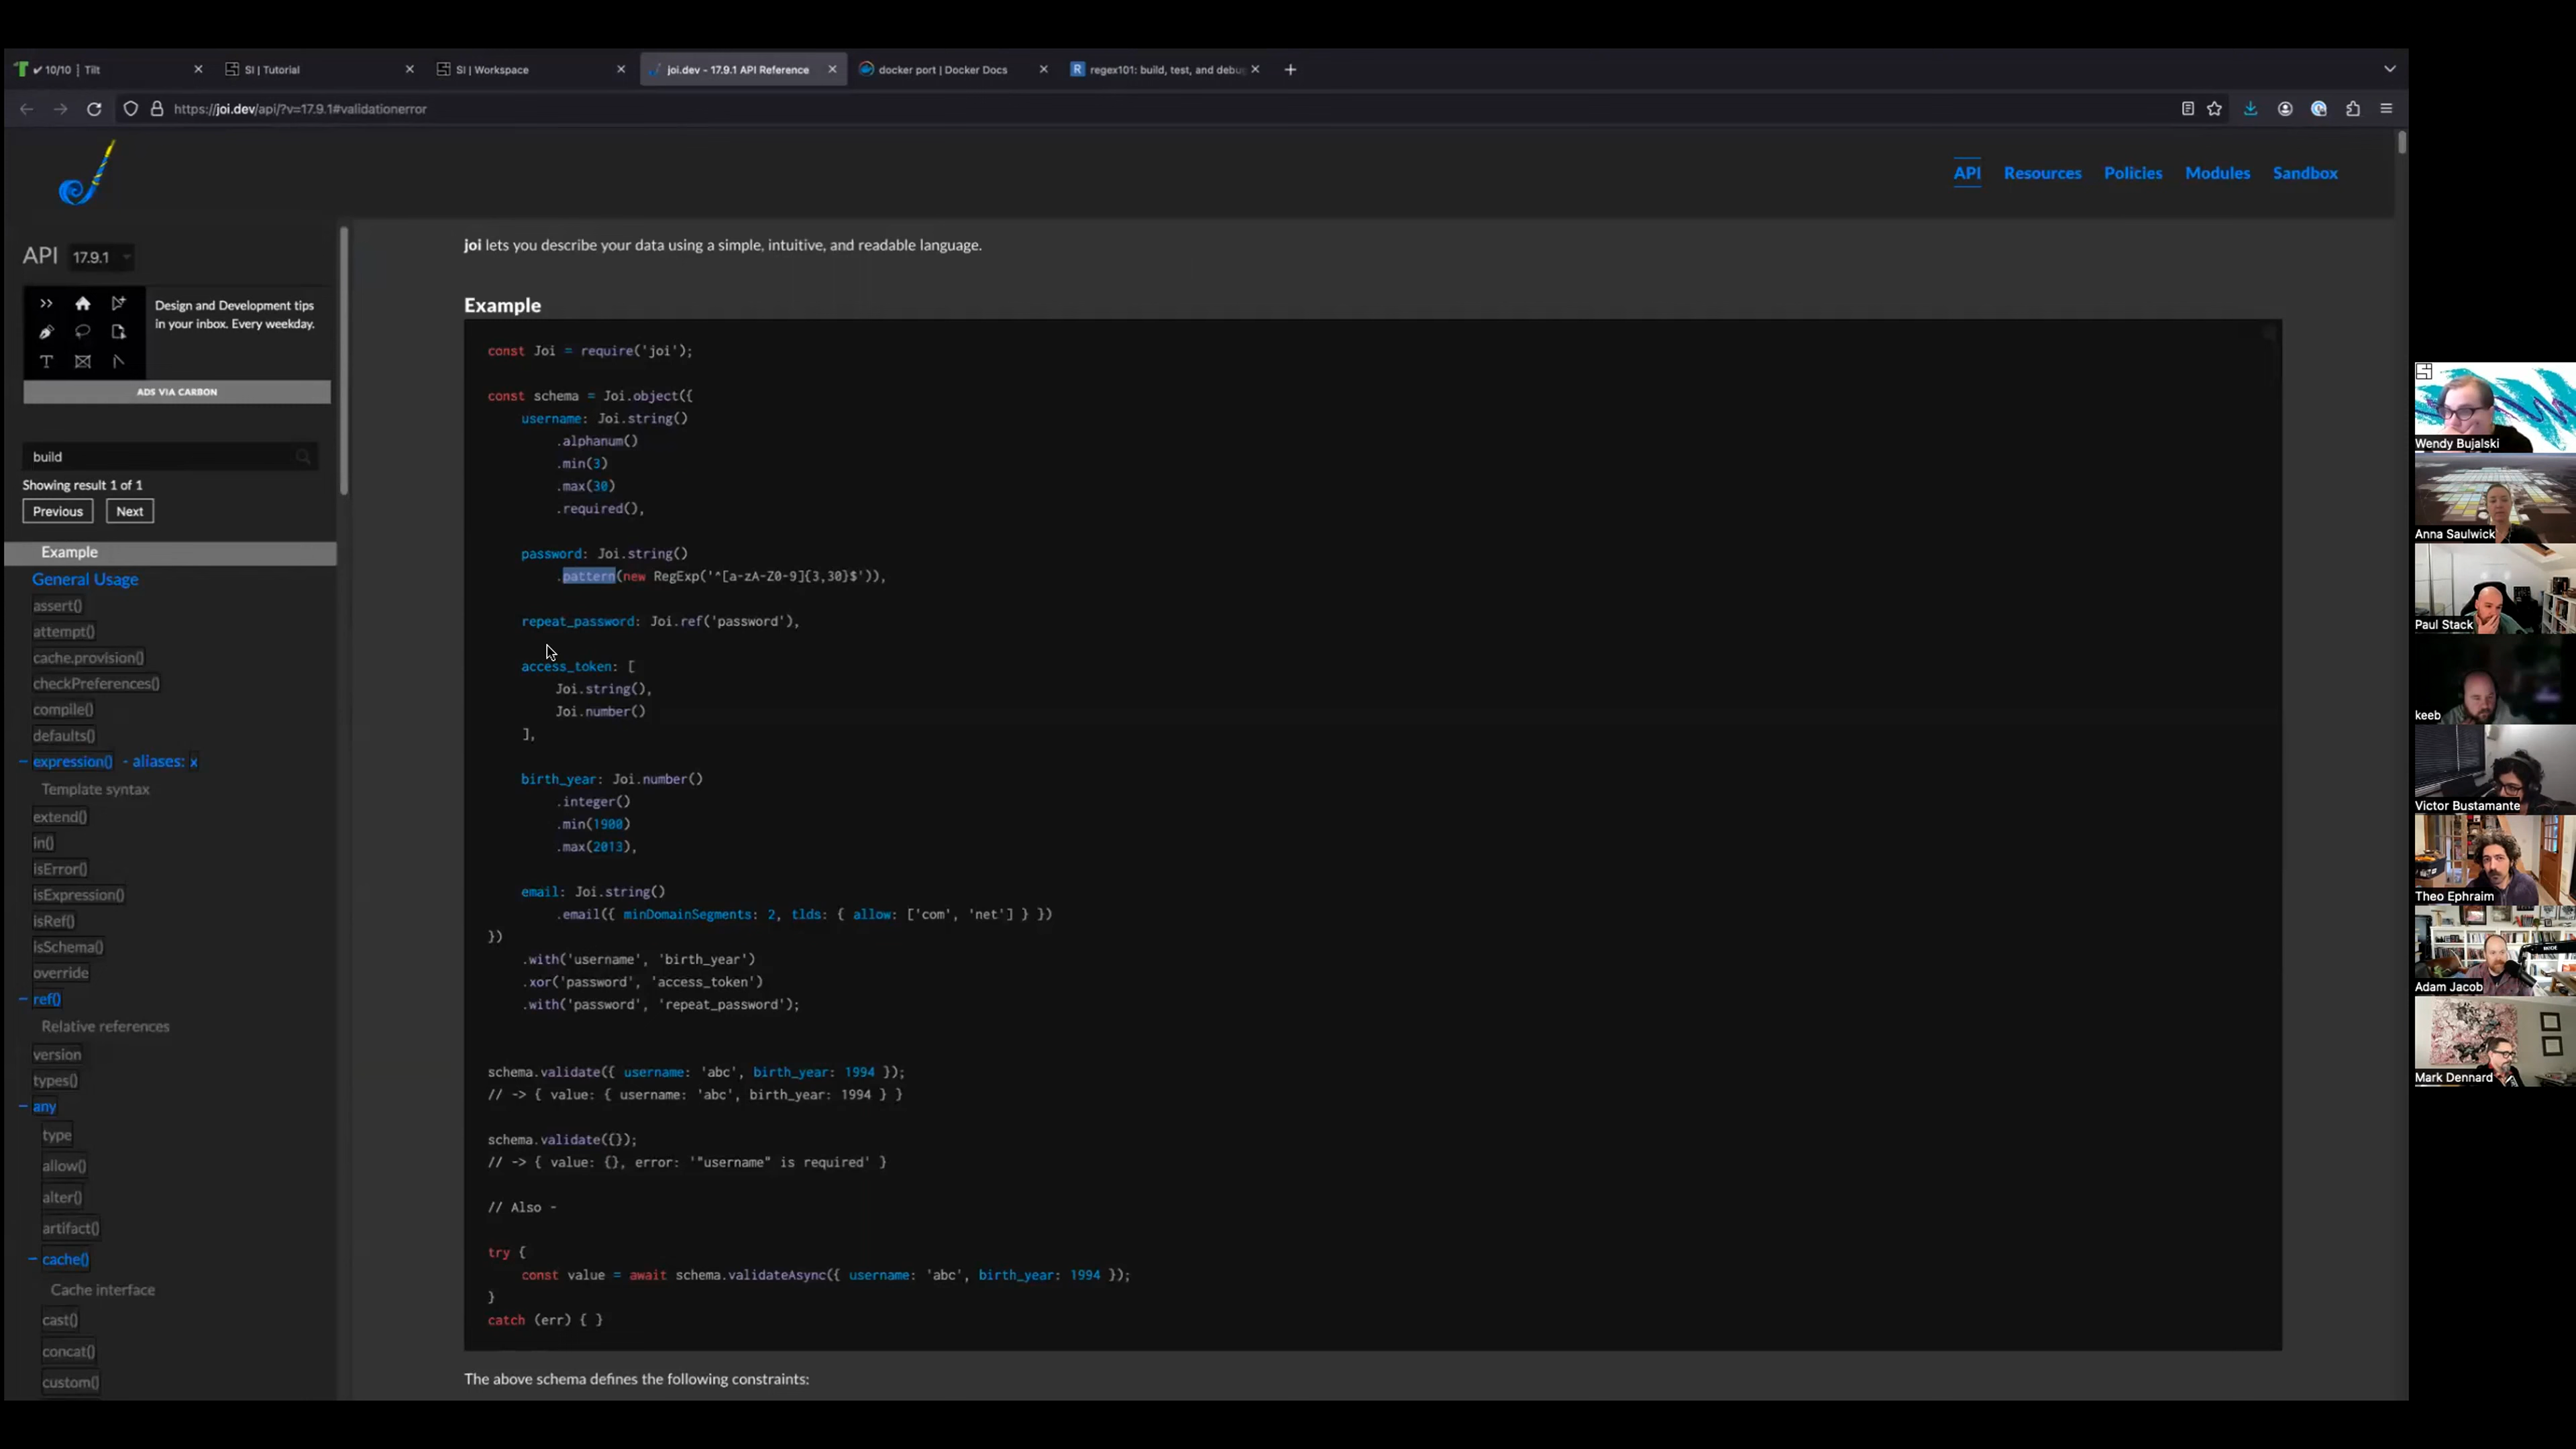 ✔ 10/10 ┊ Tilt
SI | Tutorial
SI | Workspace
joi.dev - 17.9.1 API Reference
docker port | Docker Docs
regex101: build, test, and debu
https://joi.dev/api/?v=17.9.1#validationerror
API
Resources
Policies
Modules
Sandbox
API 17.9.1
Design and Development tips
in your inbox. Every weekday.
ADS VIA CARBON
build
Showing result 1 of 1
Previous
Next
Example
General Usage
assert()
attempt()
cache.provision()
checkPreferences()
compile()
defaults()
− expression() - aliases: x
Template syntax
extend()
in()
isError()
isExpression()
isRef()
isSchema()
override
− ref()
Relative references
version
types()
− any
type
allow()
alter()
artifact()
− cache()
Cache interface
cast()
concat()
custom()
joi lets you describe your data using a simple, intuitive, and readable language.
Example
const Joi = require('joi');
const schema = Joi.object({
username: Joi.string()
.alphanum()
.min(3)
.max(30)
.required(),
password: Joi.string()
.pattern(new RegExp('^[a-zA-Z0-9]{3,30}$')),
repeat_password: Joi.ref('password'),
access_token: [
Joi.string(),
Joi.number()
],
birth_year: Joi.number()
.integer()
.min(1900)
.max(2013),
email: Joi.string()
.email({ minDomainSegments: 2, tlds: { allow: ['com', 'net'] } })
})
.with('username', 'birth_year')
.xor('password', 'access_token')
.with('password', 'repeat_password');
schema.validate({ username: 'abc', birth_year: 1994 });
// -> { value: { username: 'abc', birth_year: 1994 } }
schema.validate({});
// -> { value: {}, error: '"username" is required' }
// Also -
try {
const value = await schema.validateAsync({ username: 'abc', birth_year: 1994 });
}
catch (err) { }
The above schema defines the following constraints:
Wendy Bujalski
Anna Saulwick
Paul Stack
keeb
Victor Bustamante
Theo Ephraim
Adam Jacob
Mark Dennard